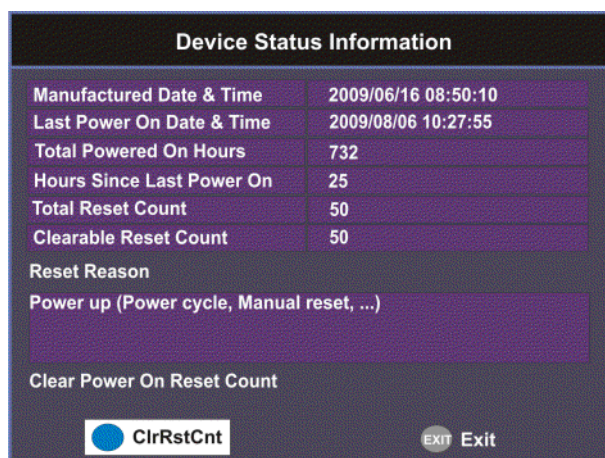 Device Status Information
Manufactured Date & Time 2009/06/16 08:50:10
Last Power On Date & Time 2009/08/06 10:27:55
Total Powered On Hours 732
Hours Since Last Power On 25
Total Reset Count 50
Clearable Reset Count 50
Reset Reason
Power up (Power cycle, Manual reset, ...)
Clear Power On Reset Count
ClrRstCnt EXIT Exit